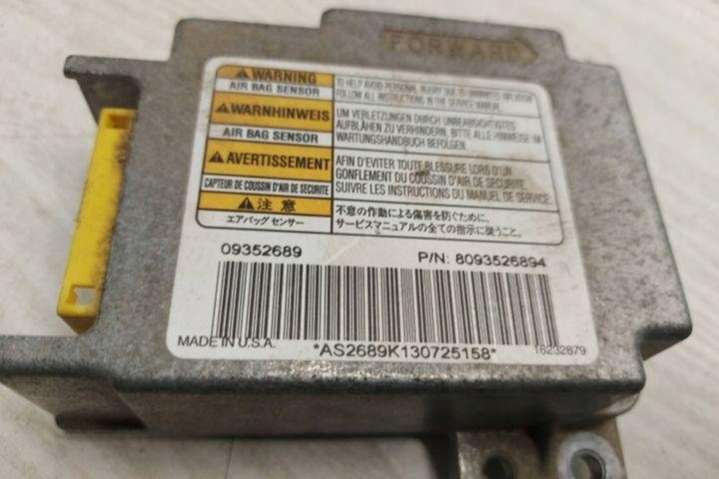 FORWARD
WARNING
AIR BAG SENSOR
TO HELP AVOID PERSONAL INJURY DUE TO UNWANTED INFLATION
FOLLOW ALL INSTRUCTIONS IN THE SERVICE MANUAL.
WARNHINWEIS
AIR BAG SENSOR
UM VERLETZUNGEN DURCH UNBEABSICHTIGTES
AUFBLÄHEN ZU VERHINDERN, BITTE ALLE HINWEISE IM
WARTUNGSHANDBUCH BEFOLGEN.
AVERTISSEMENT
CAPTEUR DE COUSSIN D'AIR DE SECURITE
AFIN D'EVITER TOUTE BLESSURE LORS D'UN
GONFLEMENT DU COUSSIN D'AIR DE SECURITE,
SUIVRE LES INSTRUCTIONS DU MANUEL DE SERVICE.
注意
エアバッグ センサー
不意の作動による傷害を防ぐために、
サービスマニュアルの全ての指示に従うこと。
09352689
P/N: 8093526894
MADE IN U.S.A.
*AS2689K130725158*
16232879